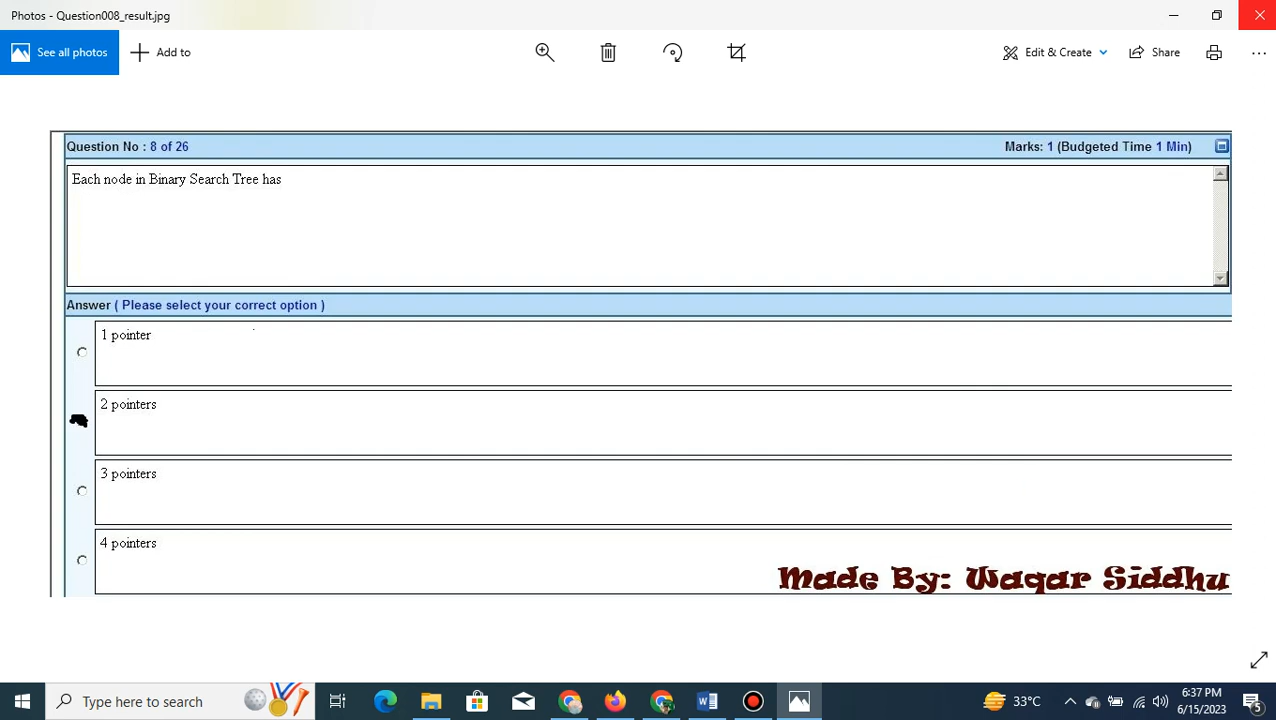 Photos - Question008_result.jpg
See all photos
Add to
Edit & Create
Share
Question No : 8 of 26
Marks: 1 (Budgeted Time 1 Min)
Each node in Binary Search Tree has
Answer ( Please select your correct option )
1 pointer
2 pointers
3 pointers
4 pointers
Made By: Waqar Siddhu
Type here to search
33°C
6:37 PM
6/15/2023
5